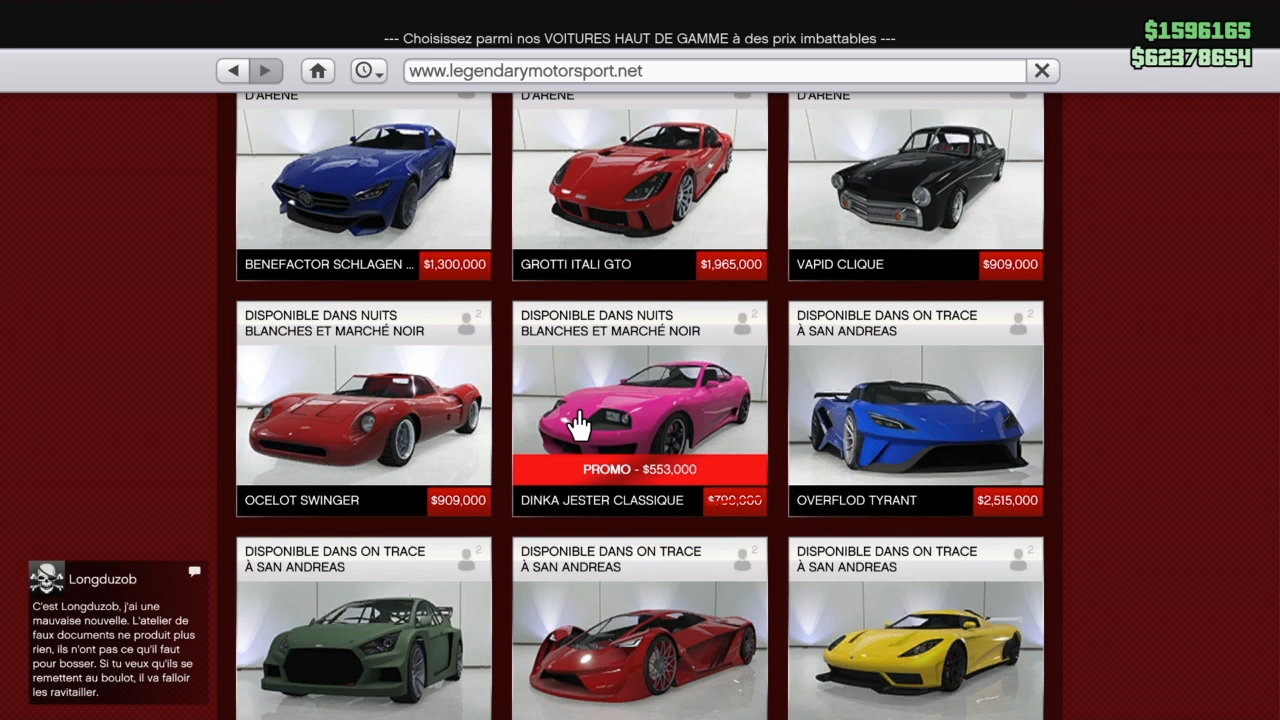 --- Choisissez parmi nos VOITURES HAUT DE GAMME à des prix imbattables ---
$1596165
$62378654
www.legendarymotorsport.net
D'ARÈNE
D'ARÈNE
D'ARÈNE
BENEFACTOR SCHLAGEN ...
$1,300,000
GROTTI ITALI GTO
$1,965,000
VAPID CLIQUE
$909,000
DISPONIBLE DANS NUITS
BLANCHES ET MARCHÉ NOIR
2
DISPONIBLE DANS NUITS
BLANCHES ET MARCHÉ NOIR
2
DISPONIBLE DANS ON TRACE
À SAN ANDREAS
2
PROMO - $553,000
OCELOT SWINGER
$909,000
DINKA JESTER CLASSIQUE
$790,000
OVERFLOD TYRANT
$2,515,000
DISPONIBLE DANS ON TRACE
À SAN ANDREAS
2
DISPONIBLE DANS ON TRACE
À SAN ANDREAS
2
DISPONIBLE DANS ON TRACE
À SAN ANDREAS
2
Longduzob
C'est Longduzob, j'ai une
mauvaise nouvelle. L'atelier de
faux documents ne produit plus
rien, ils n'ont pas ce qu'il faut
pour bosser. Si tu veux qu'ils se
remettent au boulot, il va falloir
les ravitailler.